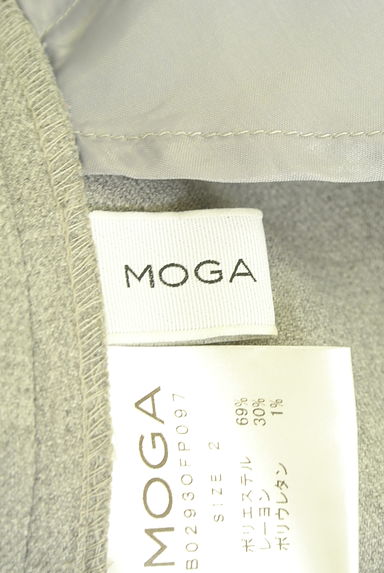 MOGA
MOGA
B02930FP097
SIZE 2
ポリエステル 69%
レーヨン 30%
ポリウレタン 1%